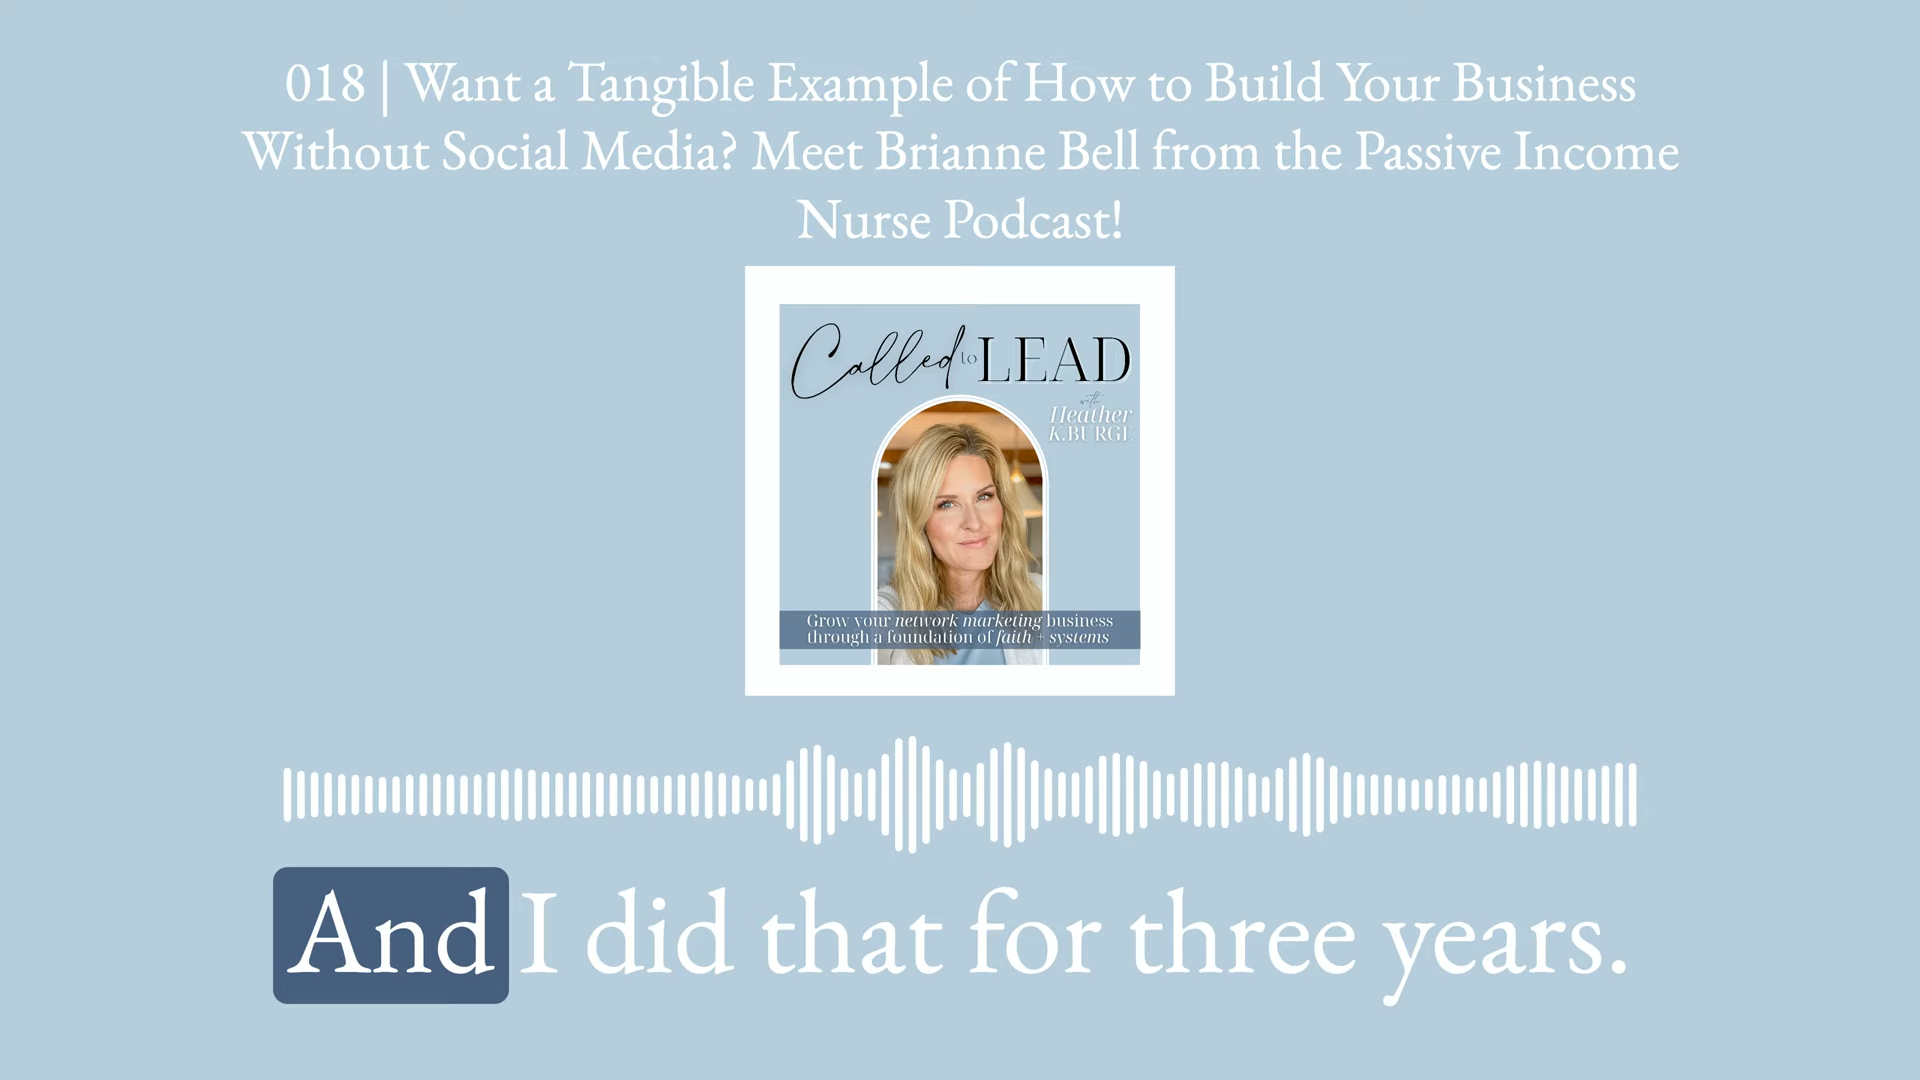 018 | Want a Tangible Example of How to Build Your Business
Without Social Media? Meet Brianne Bell from the Passive Income
Nurse Podcast!
Called to LEAD
with
Heather
K.BURGE
Grow your network marketing business
through a foundation of faith + systems
And I did that for three years.